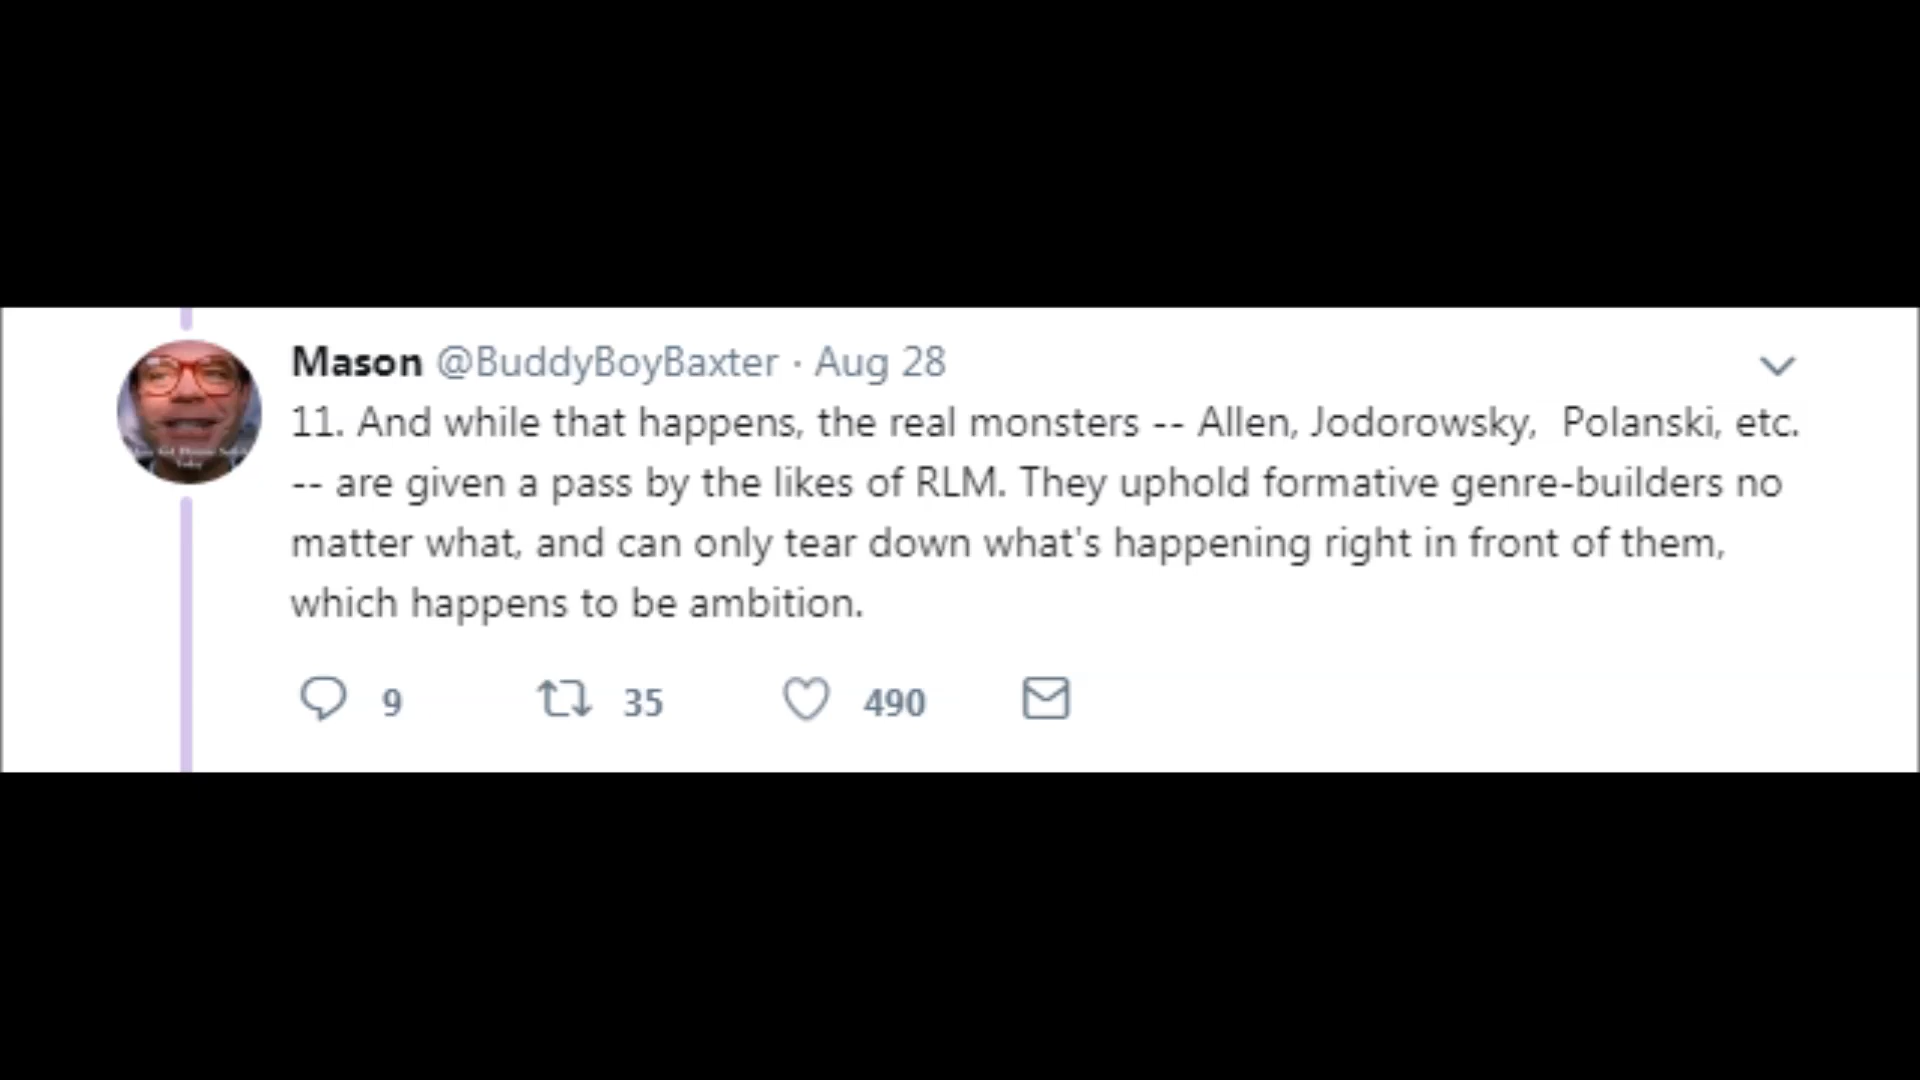 Mason @BuddyBoyBaxter · Aug 28
11. And while that happens, the real monsters -- Allen, Jodorowsky,  Polanski, etc.
-- are given a pass by the likes of RLM. They uphold formative genre-builders no
matter what, and can only tear down what's happening right in front of them,
which happens to be ambition.
9 35 490